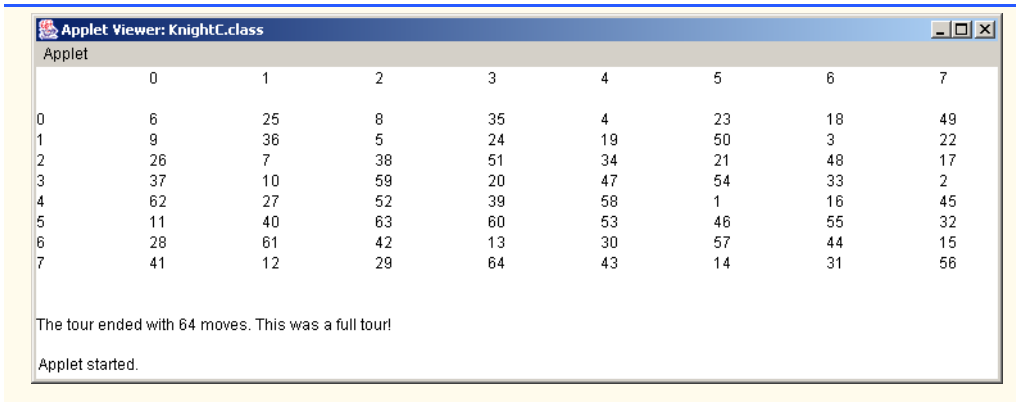 Applet Viewer: KnightC.class
Applet
0 1 2 3 4 5 6 7
0 6 25 8 35 4 23 18 49
1 9 36 5 24 19 50 3 22
2 26 7 38 51 34 21 48 17
3 37 10 59 20 47 54 33 2
4 62 27 52 39 58 1 16 45
5 11 40 63 60 53 46 55 32
6 28 61 42 13 30 57 44 15
7 41 12 29 64 43 14 31 56
The tour ended with 64 moves. This was a full tour!
Applet started.